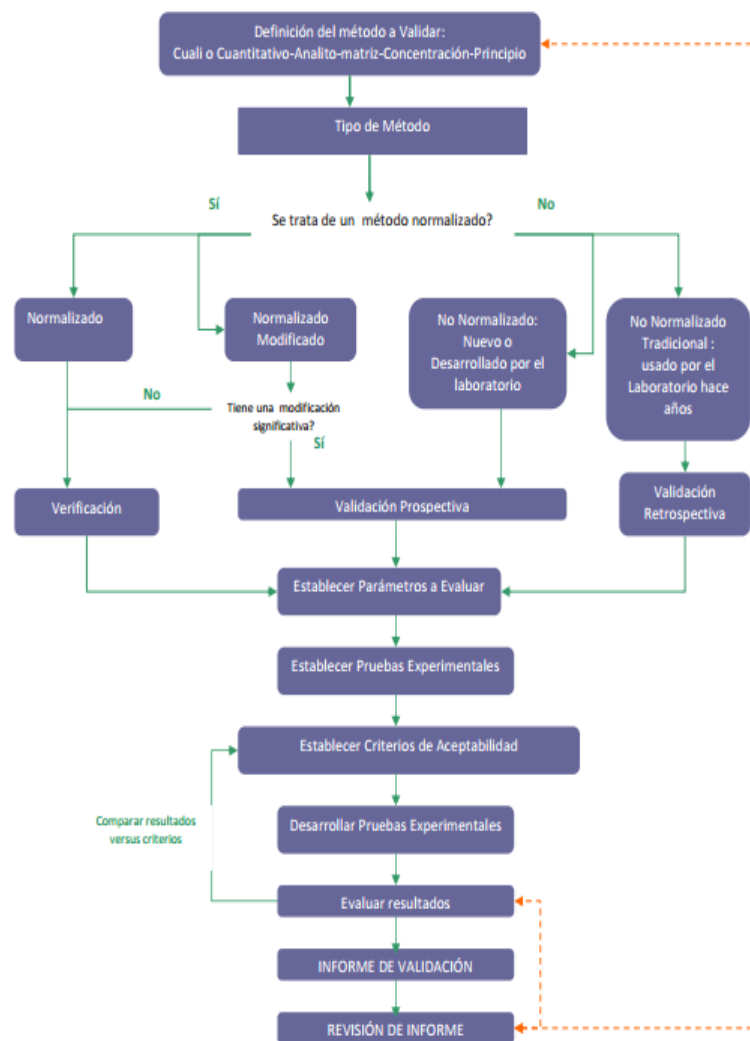 Definición del método a Validar:
Cuali o Cuantitativo-Analito-matriz-Concentración-Principio
Tipo de Método
Sí
No
Se trata de un método normalizado?
Normalizado
Normalizado
Modificado
No Normalizado:
Nuevo o
Desarrollado por el
laboratorio
No Normalizado
Tradicional :
usado por el
Laboratorio hace
años
No
Tiene una modificación
significativa?
Sí
Verificación
Validación Prospectiva
Validación
Retrospectiva
Establecer Parámetros a Evaluar
Establecer Pruebas Experimentales
Establecer Criterios de Aceptabilidad
Comparar resultados
versus criterios
Desarrollar Pruebas Experimentales
Evaluar resultados
INFORME DE VALIDACIÓN
REVISIÓN DE INFORME